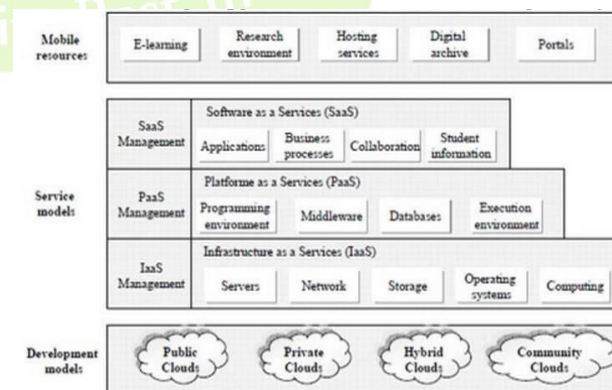 Mobile
resources
E-learning
Research
environment
Hosting
services
Digital
archive
Portals
Service
models
SaaS
Management
Software as a Services (SaaS)
Applications
Business
processes
Collaboration
Student
information
PaaS
Management
Platforme as a Services (PaaS)
Programming
environment
Middleware
Databases
Execution
environment
IaaS
Management
Infrastructure as a Services (IaaS)
Servers
Network
Storage
Operating
systems
Computing
Development
models
Public
Clouds
Private
Clouds
Hybrid
Clouds
Community
Clouds